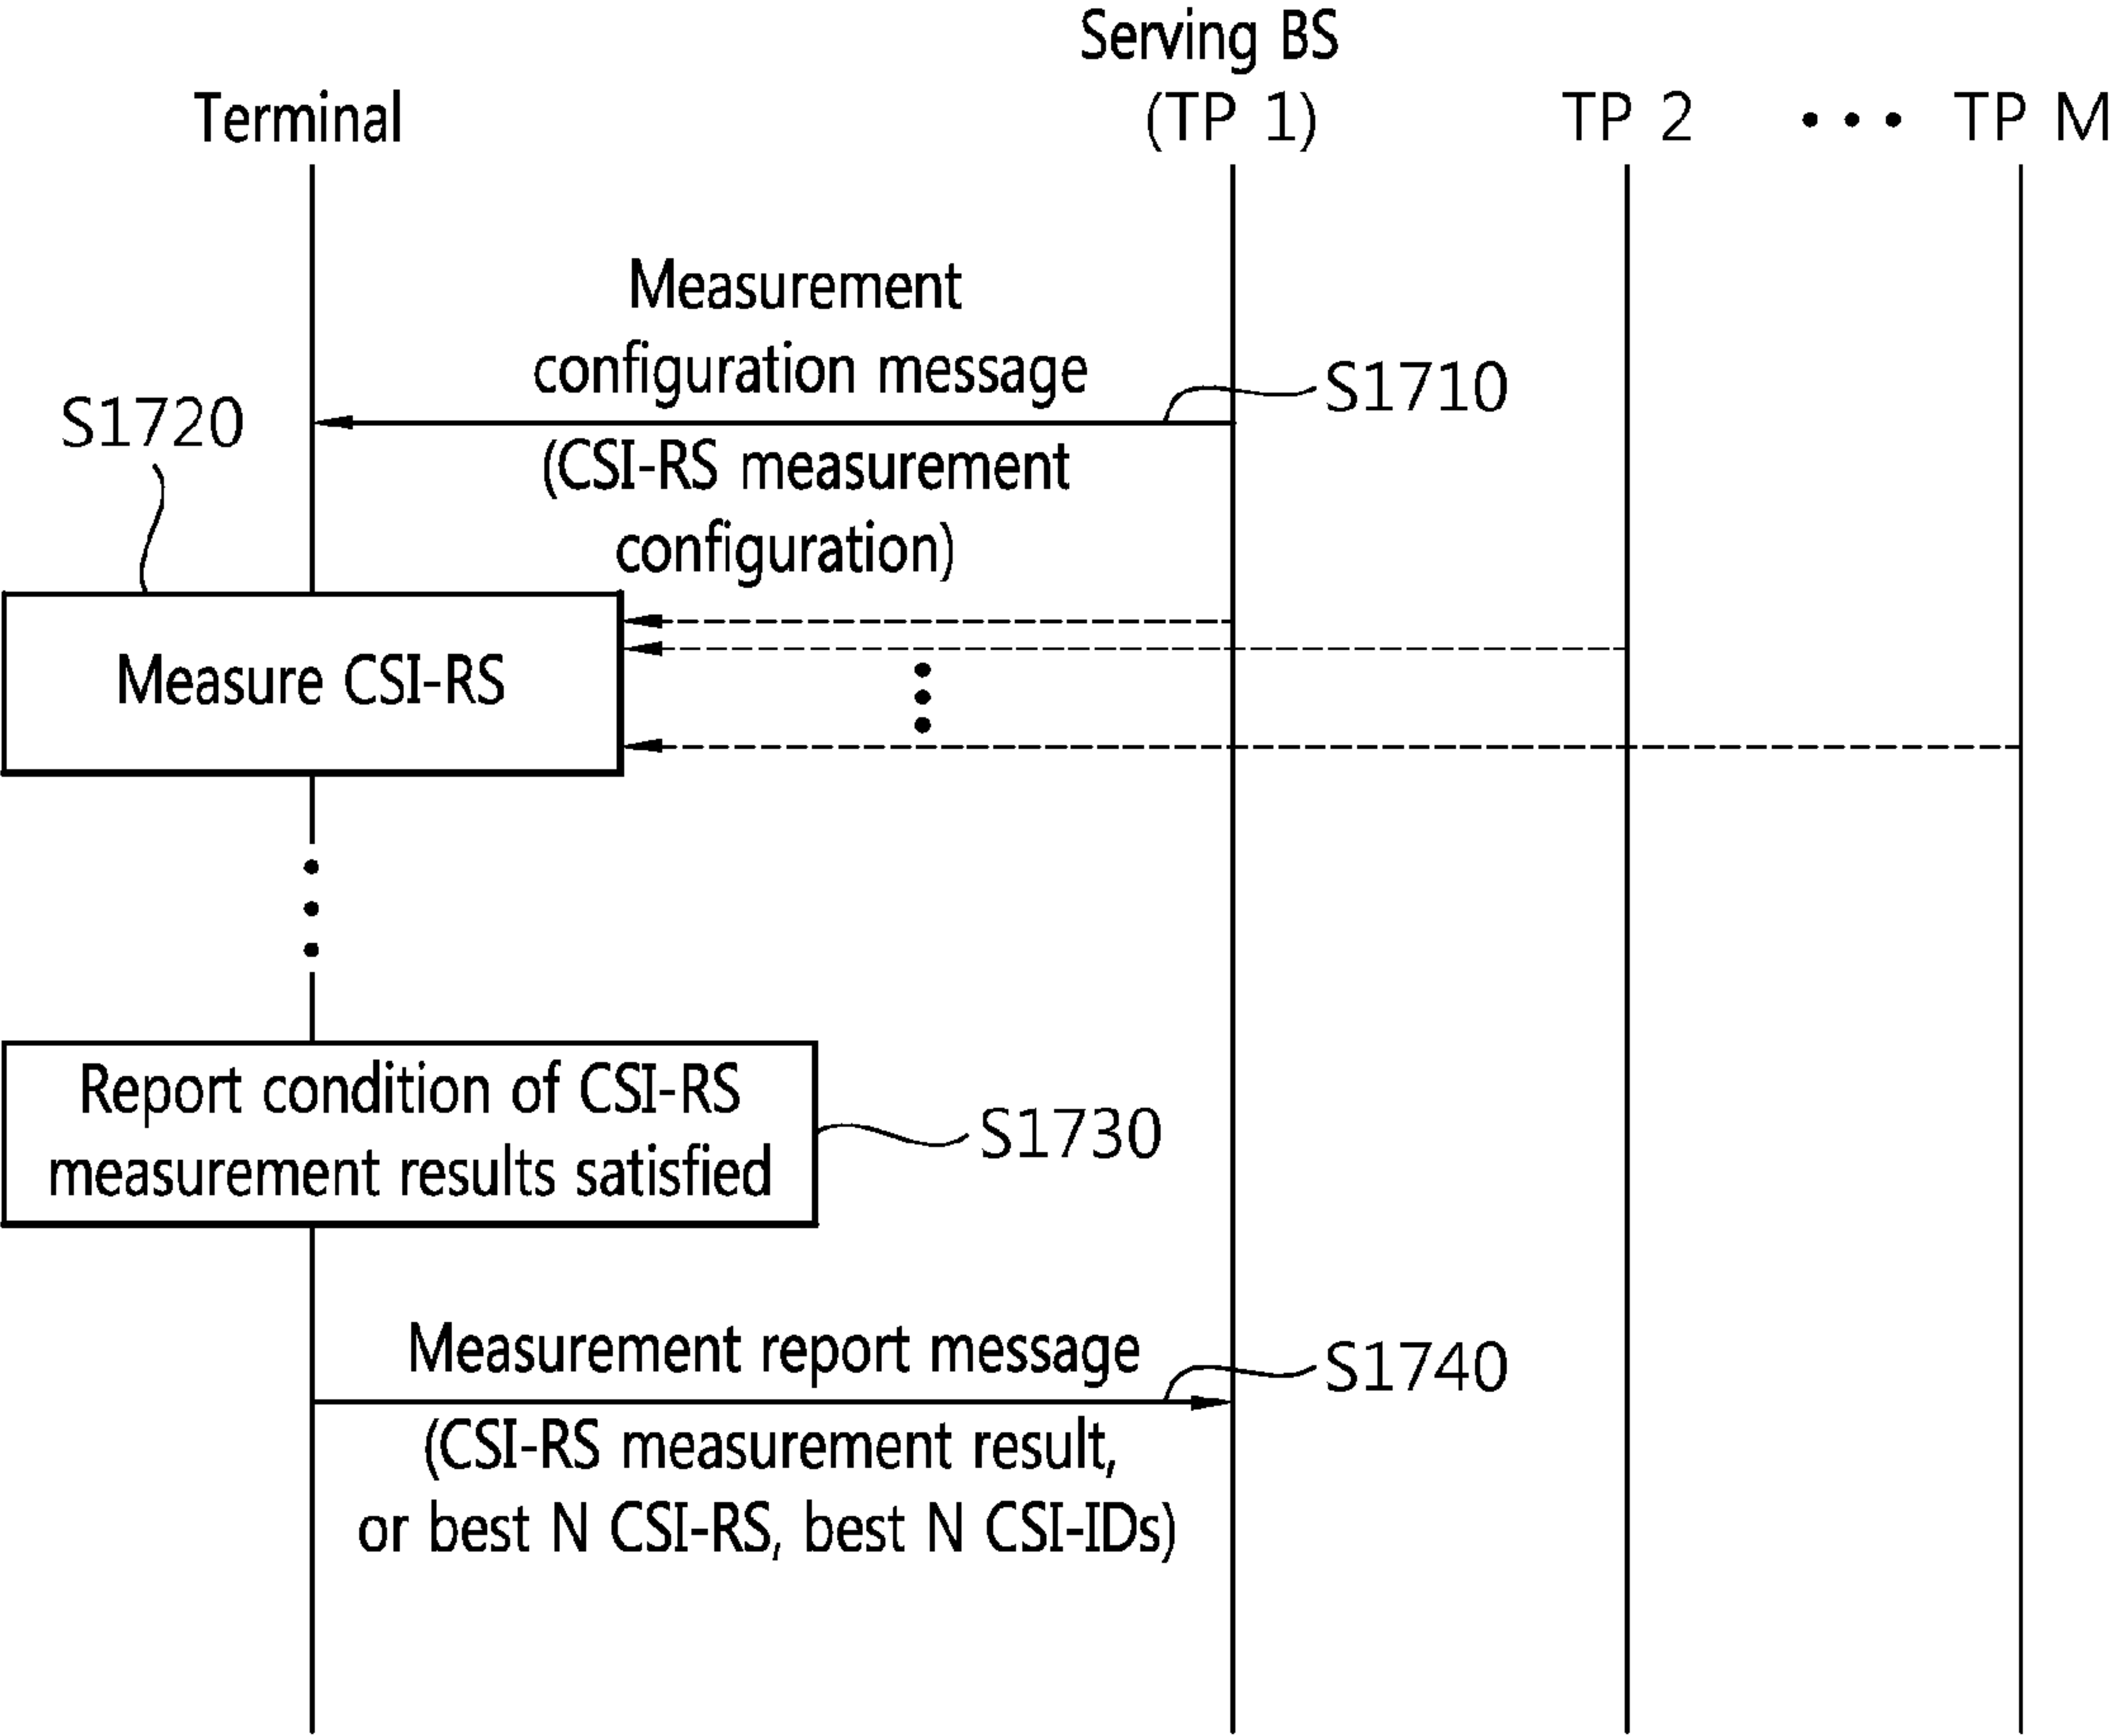 Serving BS
Terminal
(TP 1)
TP 2
TP M
Measurement
configuration message
S1710
S1720
(CSI-RS measurement
configuration)
Measure CSI-RS
Report condition of CSI-RS
measurement results satisfied
S1730
Measurement report message
S1740
(CSI-RS measurement result,
or best N CSI-RS, best N CSI-IDs)